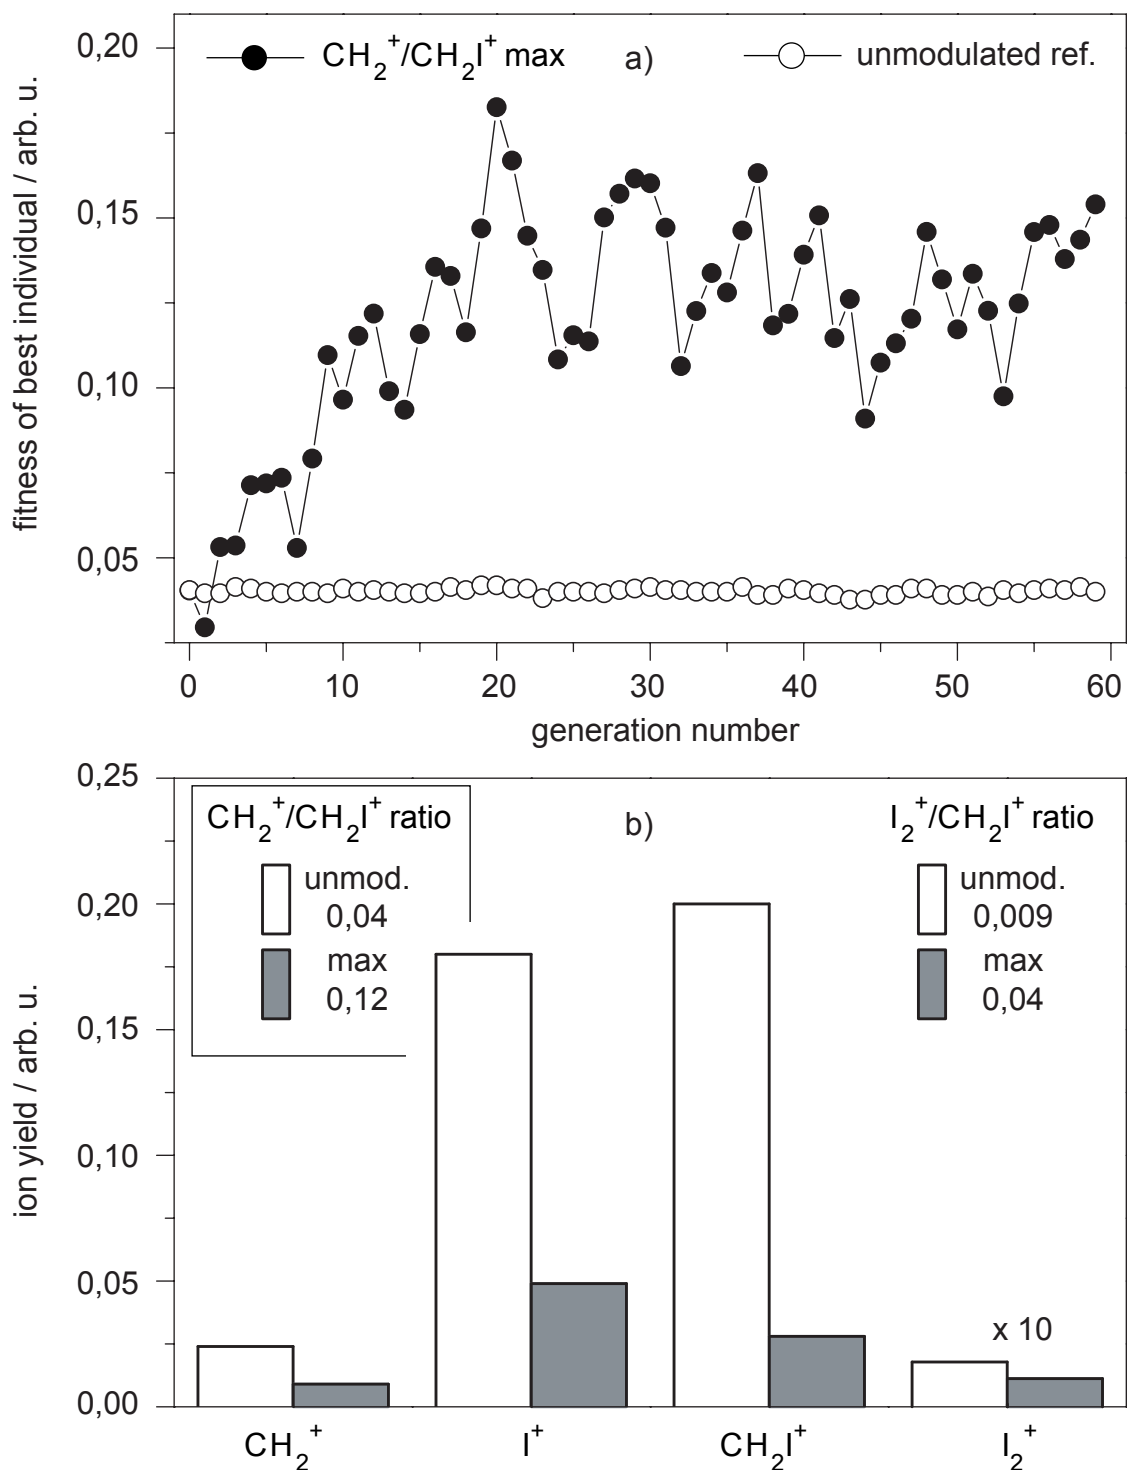 CH2+/CH2I+ max
a)
unmodulated ref.
fitness of best individual / arb. u.
0,20
0,15
0,10
0,05
0 10 20 30 40 50 60
generation number
ion yield / arb. u.
0,25
0,20
0,15
0,10
0,05
0,00
CH2+/CH2I+ ratio
unmod.
0,04
max
0,12
b)
I2+/CH2I+ ratio
unmod.
0,009
max
0,04
x 10
CH2+ I+ CH2I+ I2+